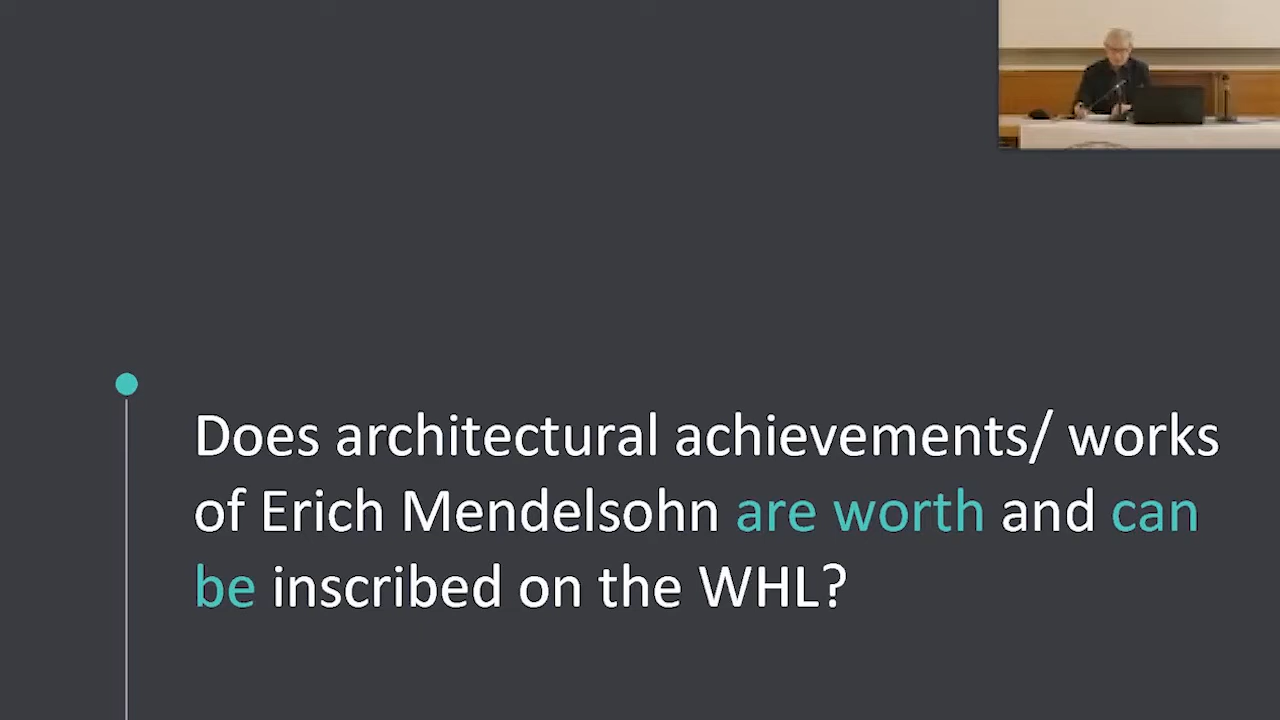 Does architectural achievements/ works
of Erich Mendelsohn are worth and can
be inscribed on the WHL?